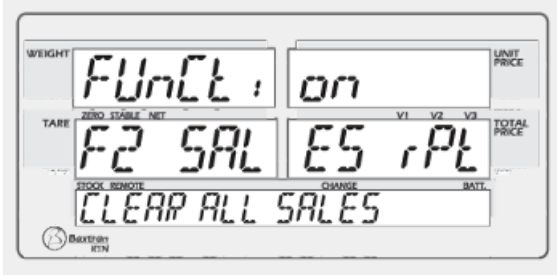 WEIGHT FUnCt: on UNIT PRICE
ZERO STABLE NET V1 V2 V3
TARE F2 SAL ES rPt TOTAL PRICE
STOCK REMOTE CHANGE BATT.
CLEAR ALL SALES
Baxtran